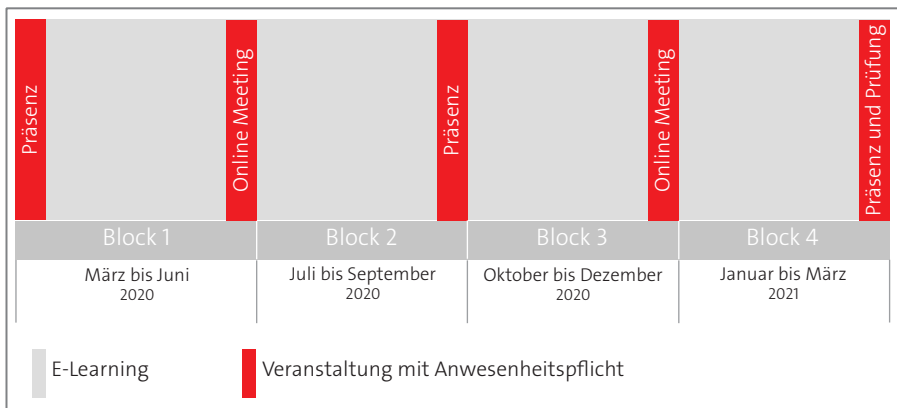 Präsenz
Online Meeting
Präsenz
Online Meeting
Präsenz und Prüfung
Block 1
Block 2
Block 3
Block 4
März bis Juni
2020
Juli bis September
2020
Oktober bis Dezember
2020
Januar bis März
2021
E-Learning
Veranstaltung mit Anwesenheitspflicht